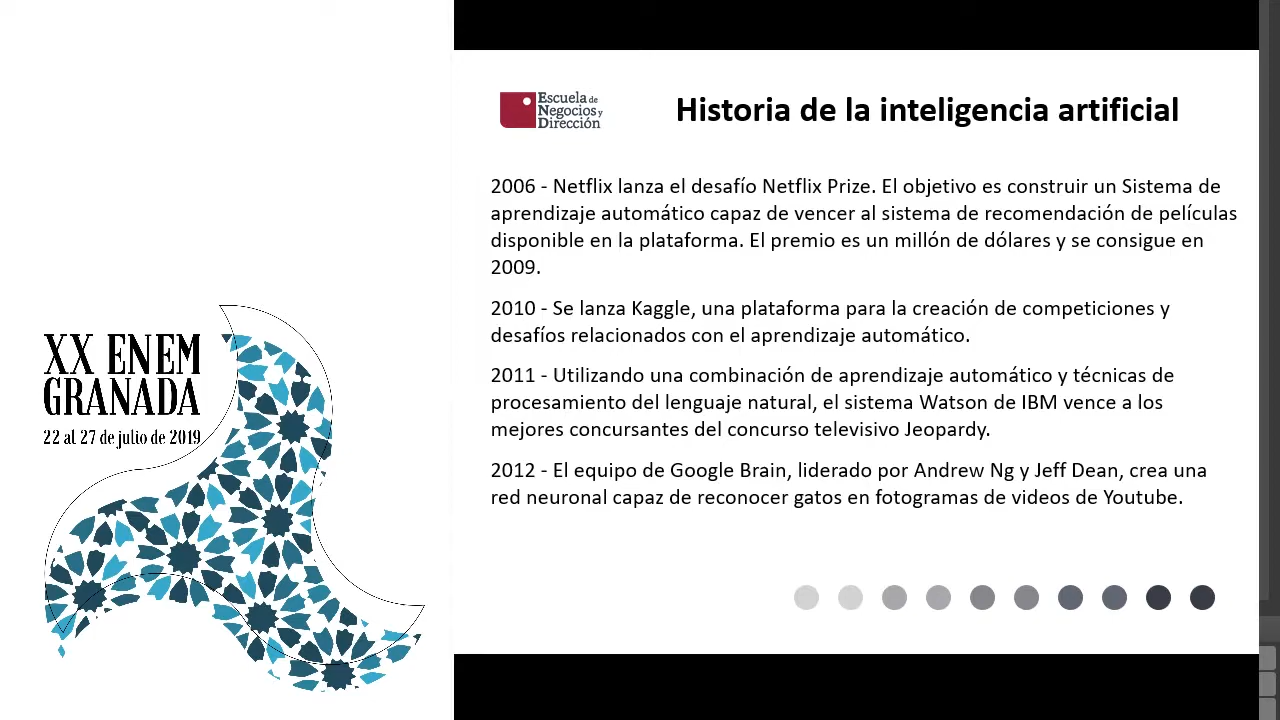 XX ENEM
GRANADA
22 al 27 de julio de 2019
Escuela de
Negocios y
Dirección
Historia de la inteligencia artificial
2006 - Netflix lanza el desafío Netflix Prize. El objetivo es construir un Sistema de
aprendizaje automático capaz de vencer al sistema de recomendación de películas
disponible en la plataforma. El premio es un millón de dólares y se consigue en
2009.
2010 - Se lanza Kaggle, una plataforma para la creación de competiciones y
desafíos relacionados con el aprendizaje automático.
2011 - Utilizando una combinación de aprendizaje automático y técnicas de
procesamiento del lenguaje natural, el sistema Watson de IBM vence a los
mejores concursantes del concurso televisivo Jeopardy.
2012 - El equipo de Google Brain, liderado por Andrew Ng y Jeff Dean, crea una
red neuronal capaz de reconocer gatos en fotogramas de videos de Youtube.